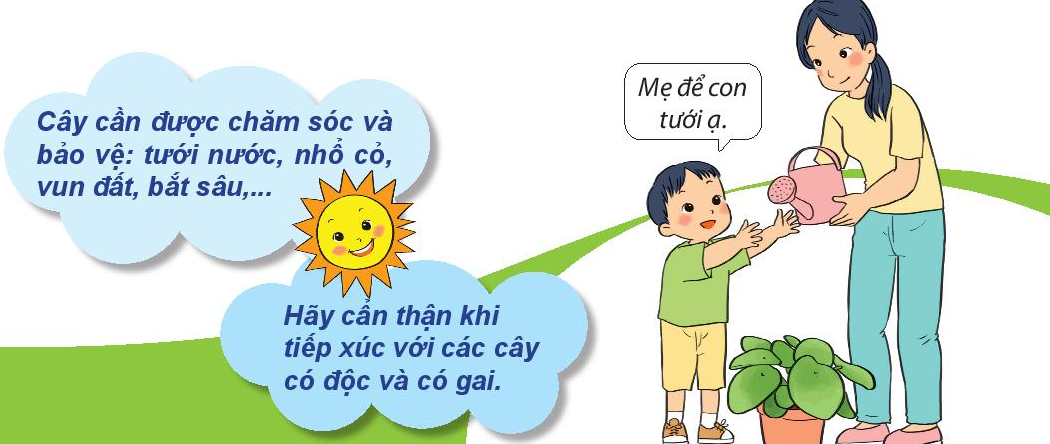 Cây cần được chăm sóc và
bảo vệ: tưới nước, nhổ cỏ,
vun đất, bắt sâu,...
Hãy cẩn thận khi
tiếp xúc với các cây
có độc và có gai.
Mẹ để con
tưới ạ.